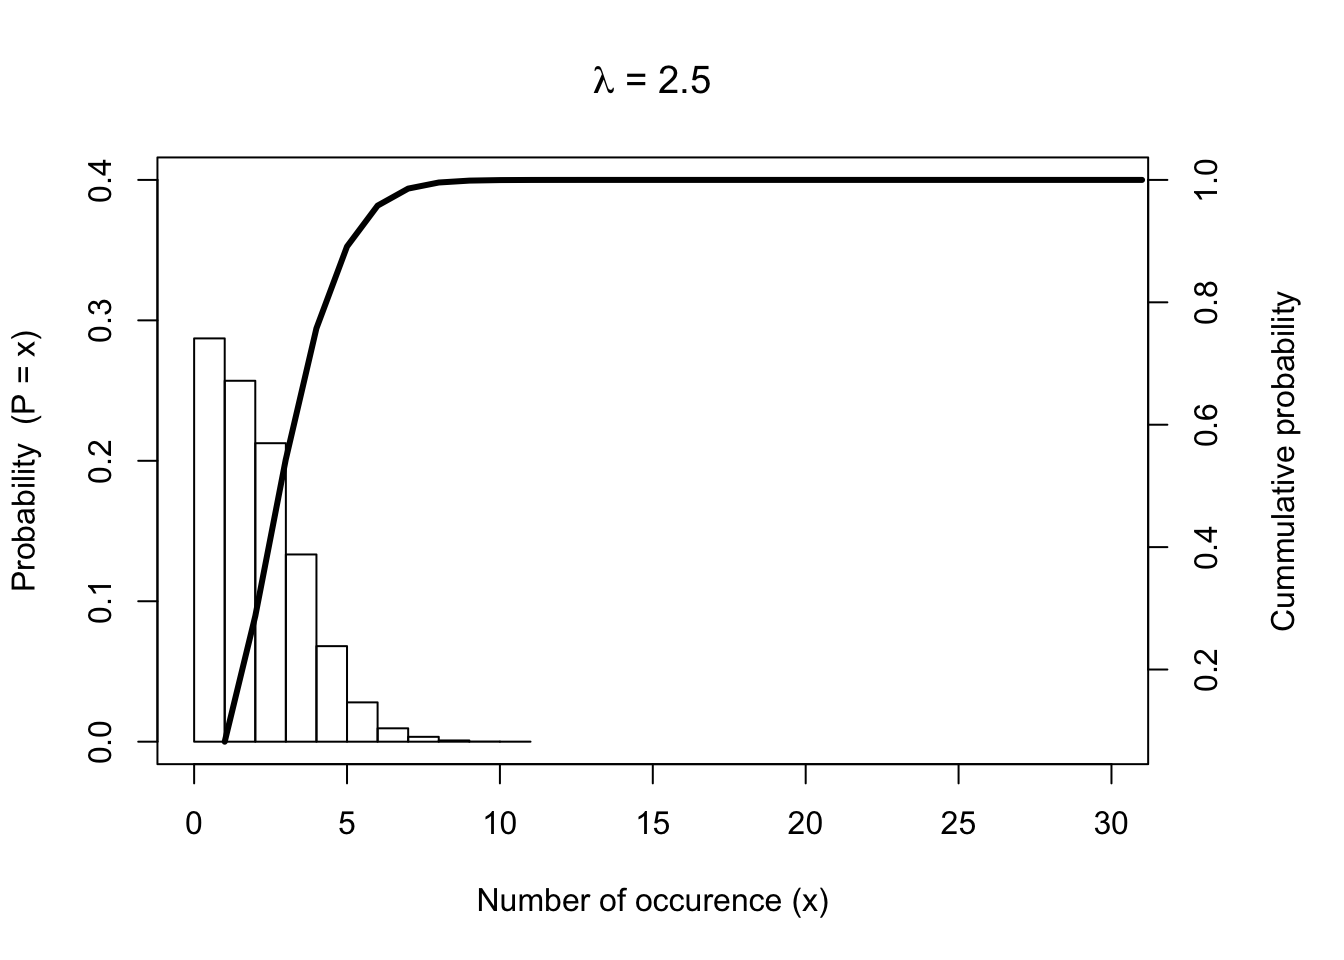 λ = 2.5
0.4
0.3
0.2
0.1
0.0
Probability (P = x)
1.0
0.8
0.6
0.4
0.2
Cummulative probability
0 5 10 15 20 25 30
Number of occurence (x)